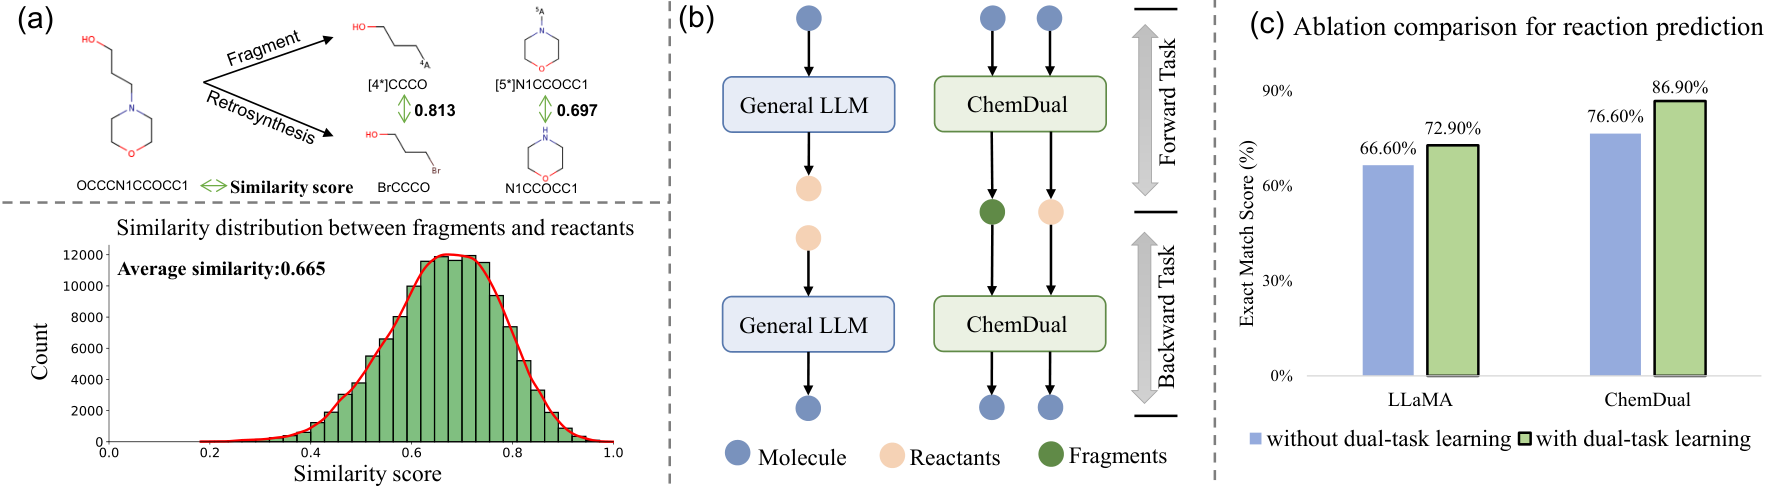 (a)
HO
N
O
OCCCN1CCOCC1
Fragment
Retrosynthesis
Similarity score
HO
4A
[4*]CCCO
0.813
HO
Br
BrCCCO
5A
N
O
[5*]N1CCOCC1
0.697
H
N
O
N1CCOCC1
Similarity distribution between fragments and reactants
Average similarity:0.665
Count
12000
10000
8000
6000
4000
2000
0
0.0 0.2 0.4 0.6 0.8 1.0
Similarity score
(b)
General LLM
ChemDual
General LLM
ChemDual
Forward Task
Backward Task
Molecule
Reactants
Fragments
(c) Ablation comparison for reaction prediction
Exact Match Score (%)
90%
60%
30%
0%
66.60%
72.90%
76.60%
86.90%
LLaMA
ChemDual
without dual-task learning
with dual-task learning